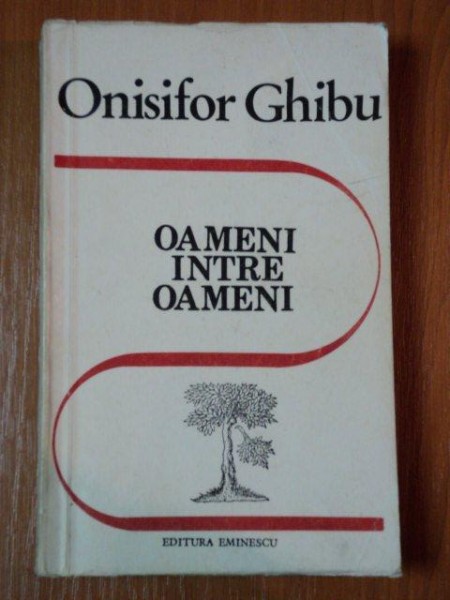 Onisifor Ghibu
OAMENI
INTRE
OAMENI
EDITURA EMINESCU